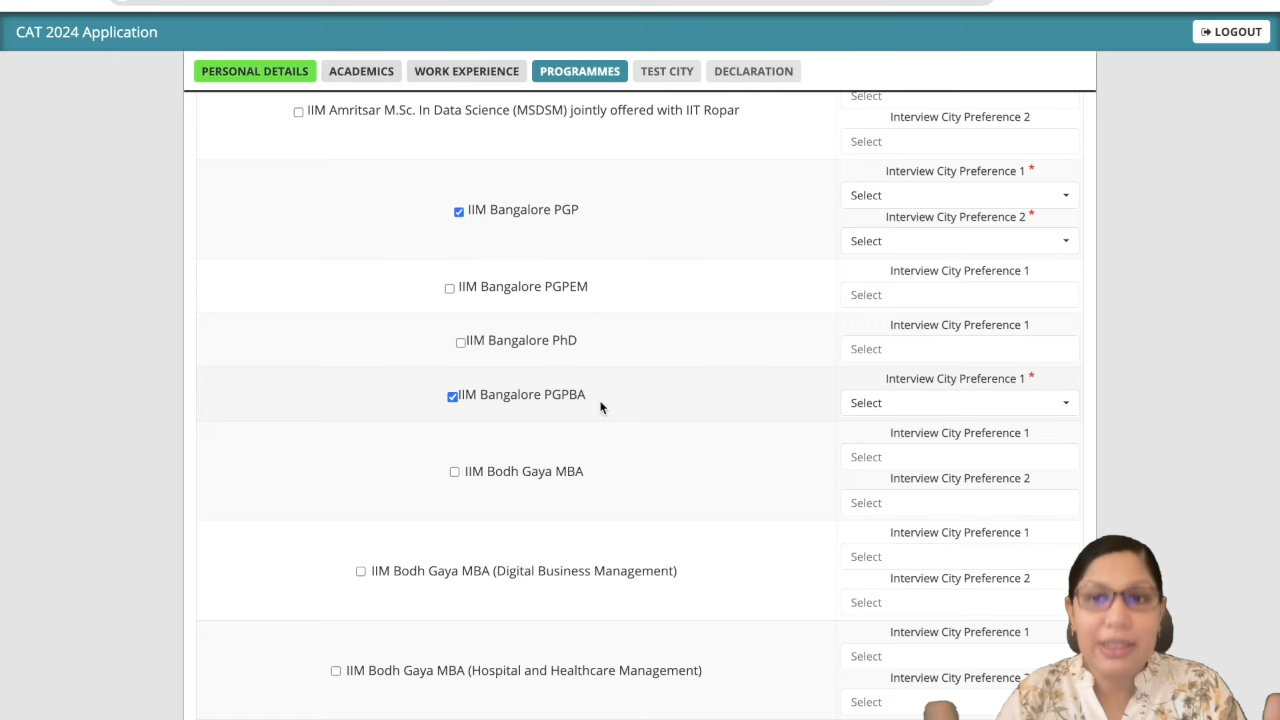 CAT 2024 Application
LOGOUT
PERSONAL DETAILS
ACADEMICS
WORK EXPERIENCE
PROGRAMMES
TEST CITY
DECLARATION
IIM Amritsar M.Sc. In Data Science (MSDSM) jointly offered with IIT Ropar
Select
Interview City Preference 2
Select
IIM Bangalore PGP
Interview City Preference 1 *
Select
Interview City Preference 2 *
Select
IIM Bangalore PGPEM
Interview City Preference 1
Select
IIM Bangalore PhD
Interview City Preference 1
Select
IIM Bangalore PGPBA
Interview City Preference 1 *
Select
IIM Bodh Gaya MBA
Interview City Preference 1
Select
Interview City Preference 2
Select
IIM Bodh Gaya MBA (Digital Business Management)
Interview City Preference 1
Select
Interview City Preference 2
Select
IIM Bodh Gaya MBA (Hospital and Healthcare Management)
Interview City Preference 1
Select
Interview City Preference 2
Select